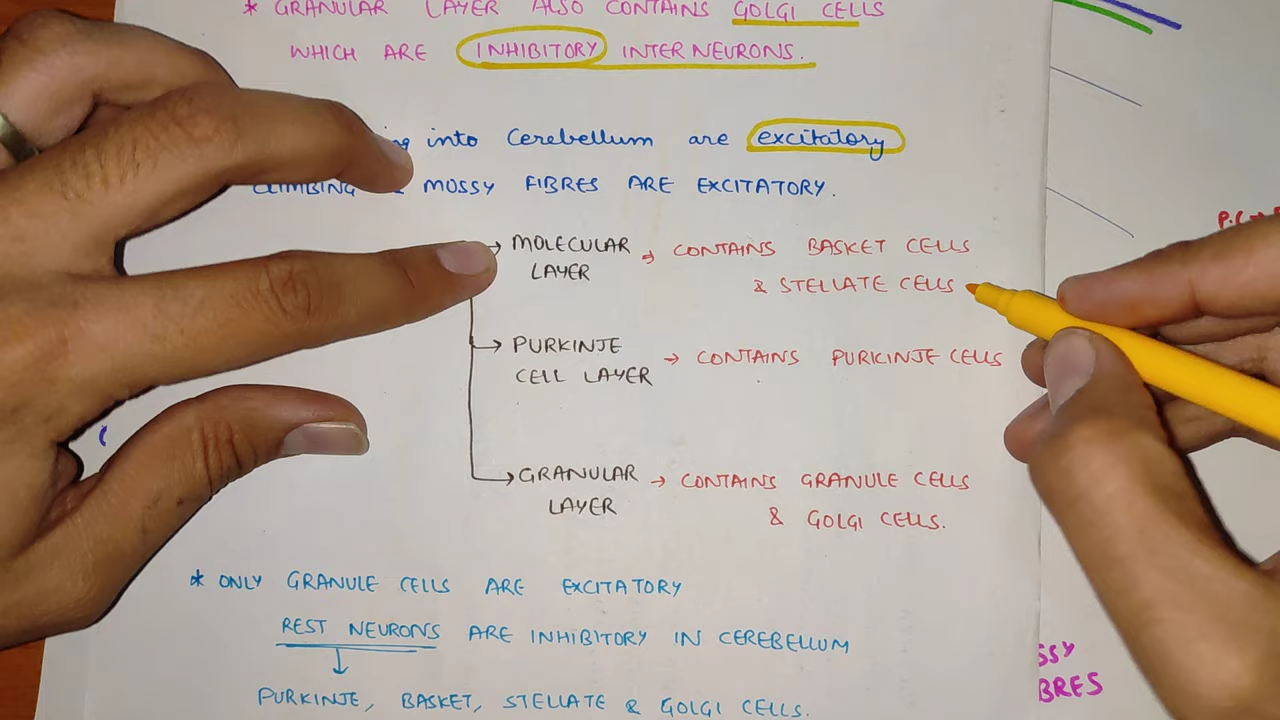 * GRANULAR LAYER ALSO CONTAINS GOLGI CELLS
WHICH ARE INHIBITORY INTERNEURONS.
into Cerebellum are excitatory
CLIMBING & MOSSY FIBRES ARE EXCITATORY.
→ MOLECULAR → CONTAINS BASKET CELLS
LAYER & STELLATE CELLS
→ PURKINJE → CONTAINS PURKINJE CELLS
CELL LAYER
→ GRANULAR → CONTAINS GRANULE CELLS
LAYER & GOLGI CELLS.
* ONLY GRANULE CELLS ARE EXCITATORY
REST NEURONS ARE INHIBITORY IN CEREBELLUM
PURKINJE, BASKET, STELLATE & GOLGI CELLS.